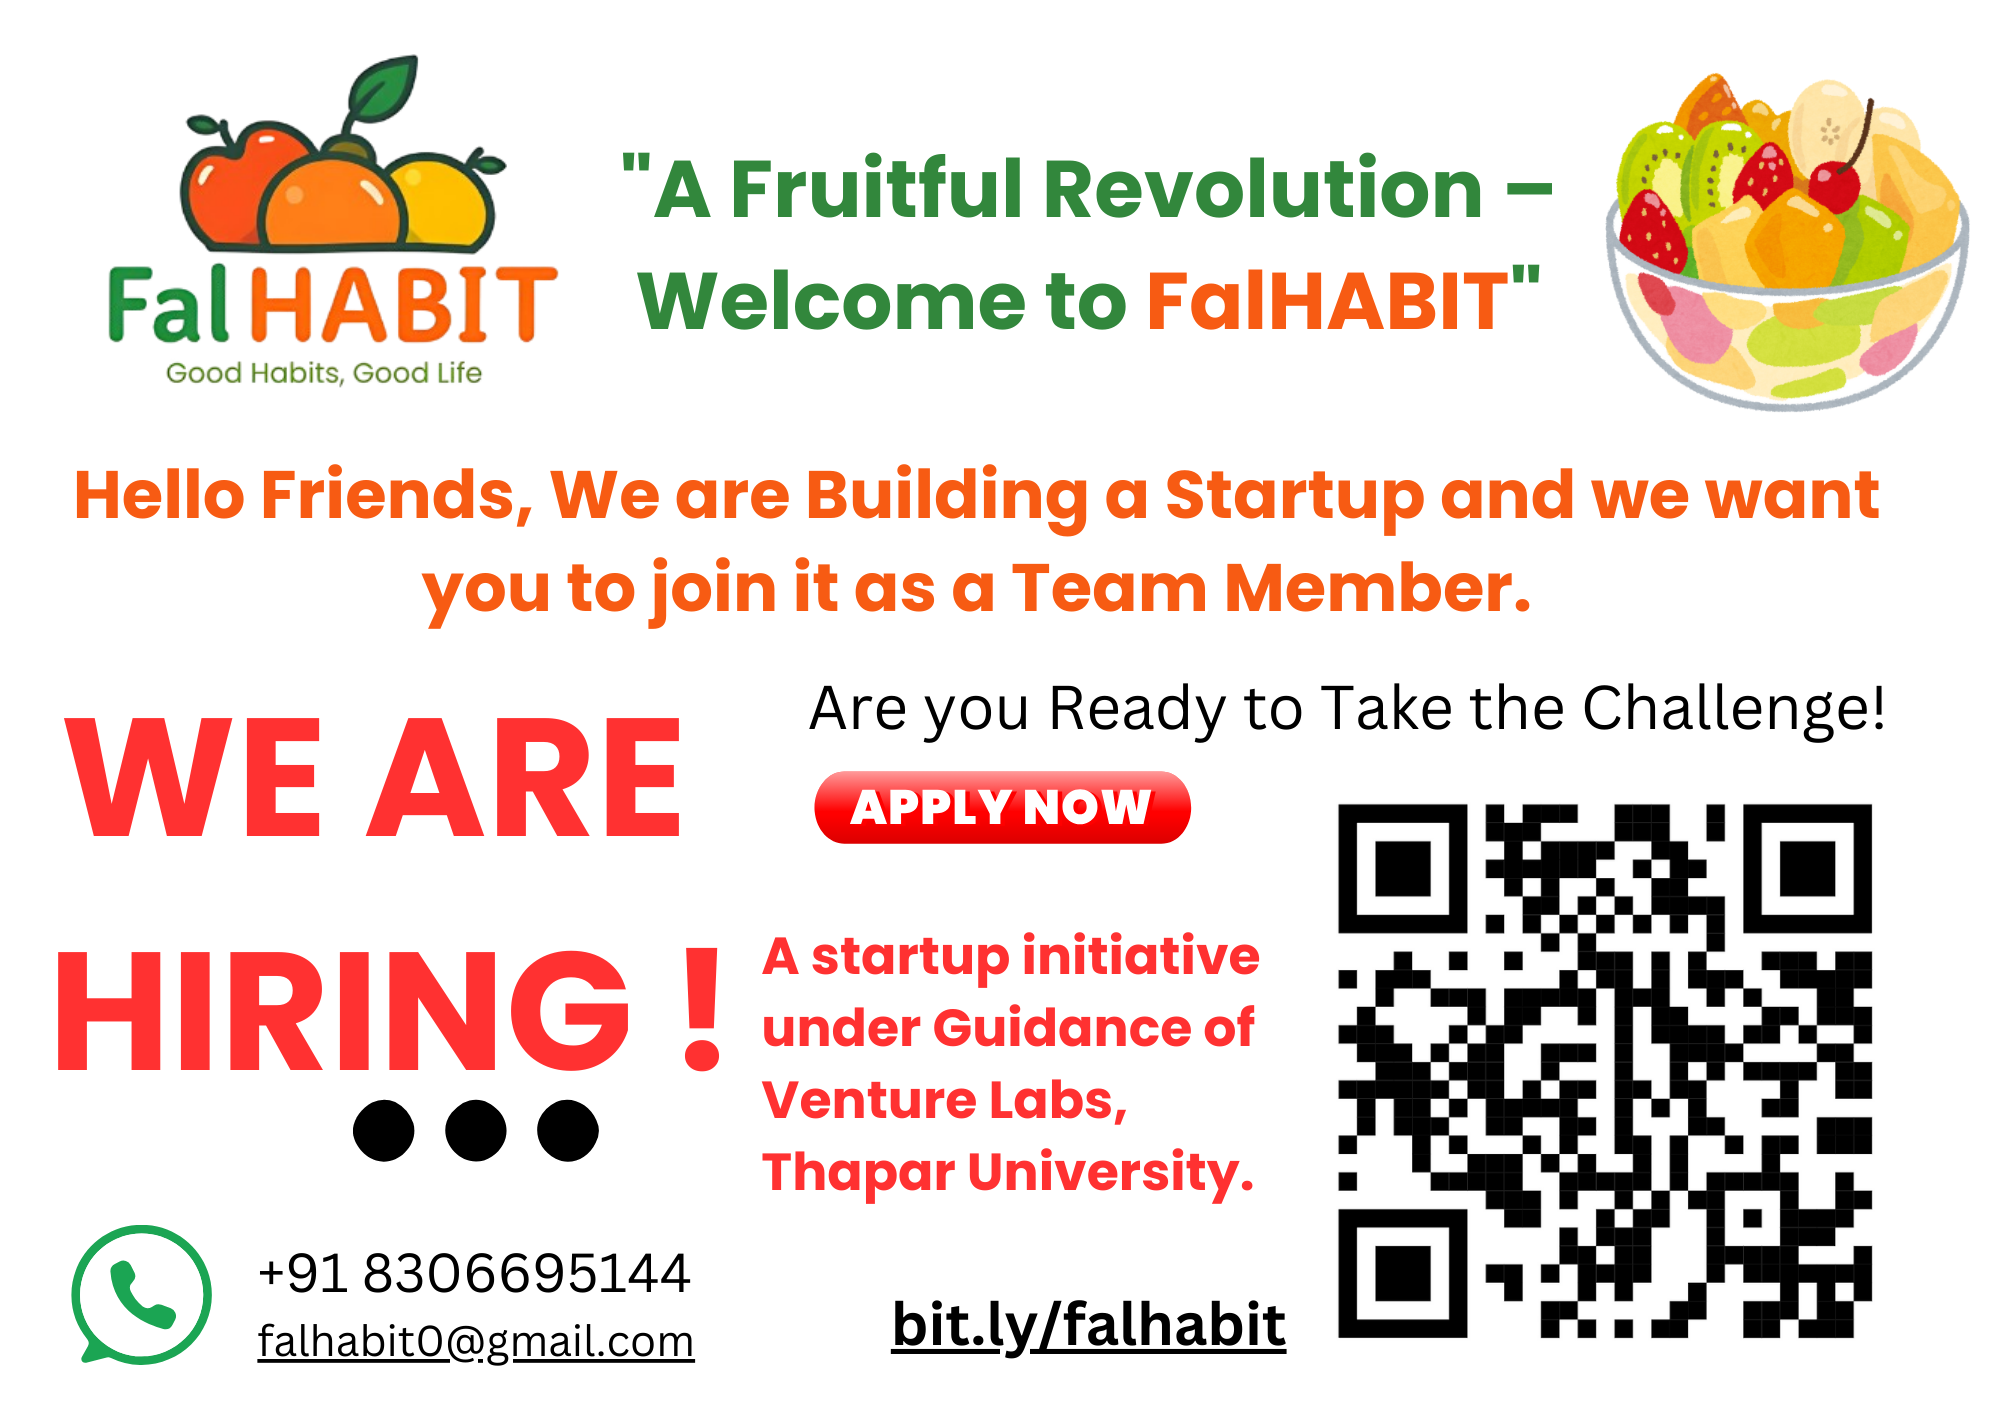 FalHABIT
Good Habits, Good Life
"A Fruitful Revolution –
Welcome to FalHABIT"
Hello Friends, We are Building a Startup and we want
you to join it as a Team Member.
WE ARE
HIRING !
Are you Ready to Take the Challenge!
APPLY NOW
A startup initiative
under Guidance of
Venture Labs,
Thapar University.
+91 8306695144
falhabit0@gmail.com
bit.ly/falhabit